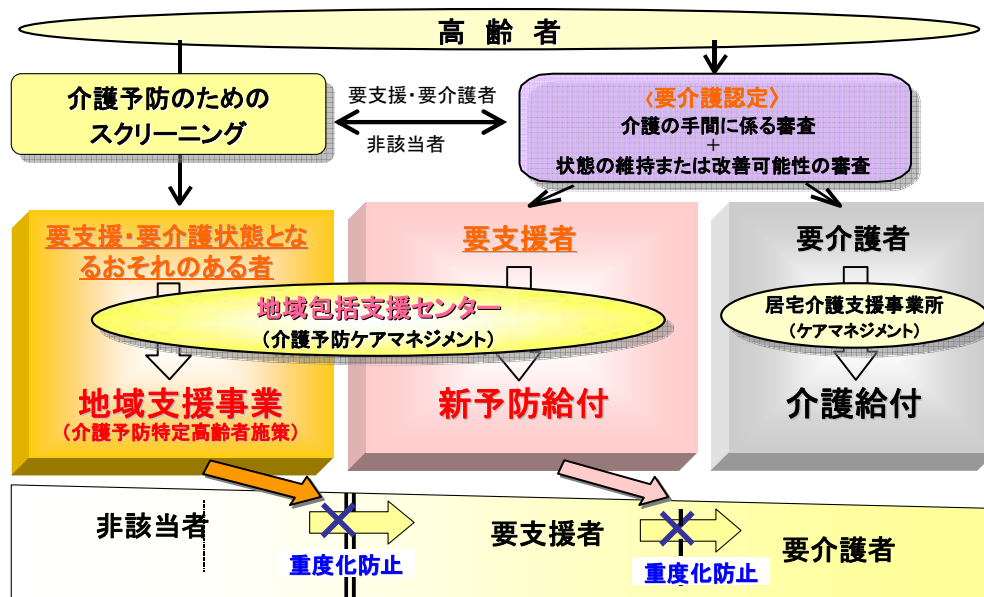 高齢者
介護予防のための
スクリーニング
要支援・要介護者
非該当者
〈要介護認定〉
介護の手間に係る審査
+
状態の維持または改善可能性の審査
要支援・要介護状態とな
るおそれのある者
要支援者
要介護者
地域包括支援センター
(介護予防ケアマネジメント)
居宅介護支援事業所
(ケアマネジメント)
地域支援事業
(介護予防特定高齢者施策)
新予防給付
介護給付
非該当者
重度化防止
要支援者
重度化防止
要介護者